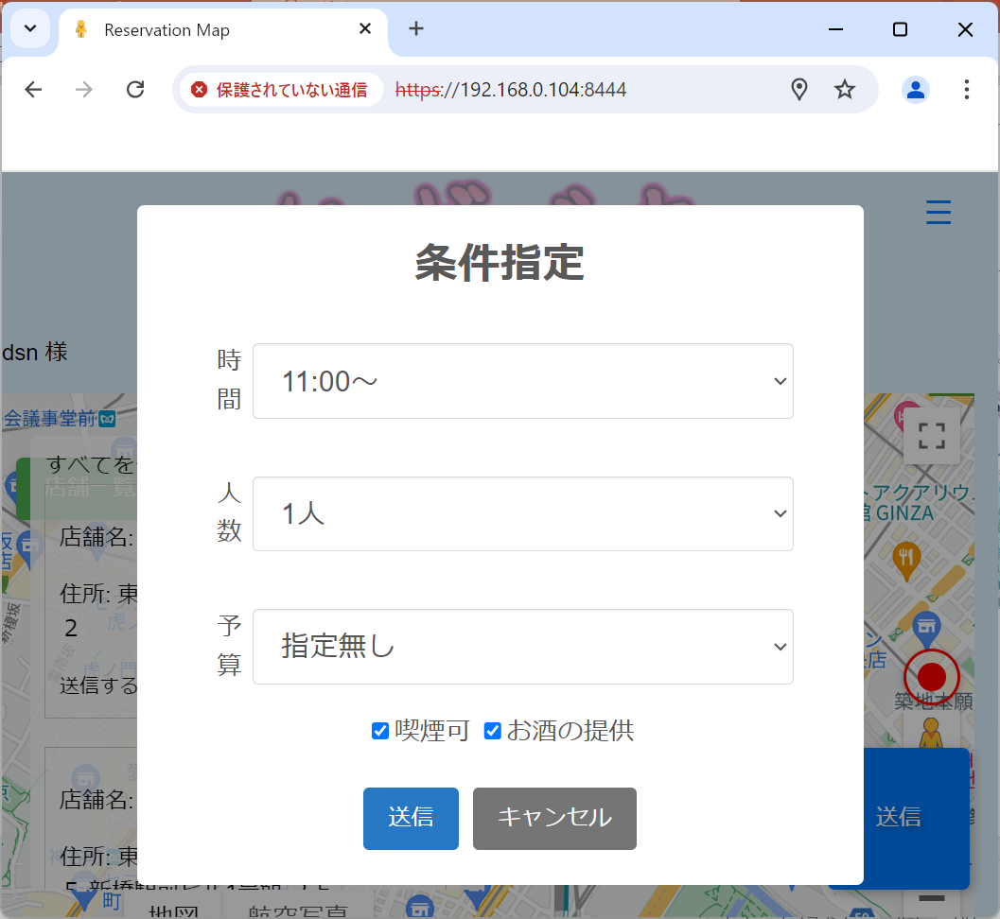 Reservation Map
保護されていない通信 https://192.168.0.104:8444
条件指定
dsn 様
時間 11:00～
人数 1人
予算 指定無し
喫煙可 お酒の提供
送信 キャンセル
会議事堂前
すべてを
店舗一覧
店舗名:
住所: 東
2
送信する
店舗名:
住所: 東
町
地図 航空写真
アクアリウ
館 GINZA
築地本願
送信